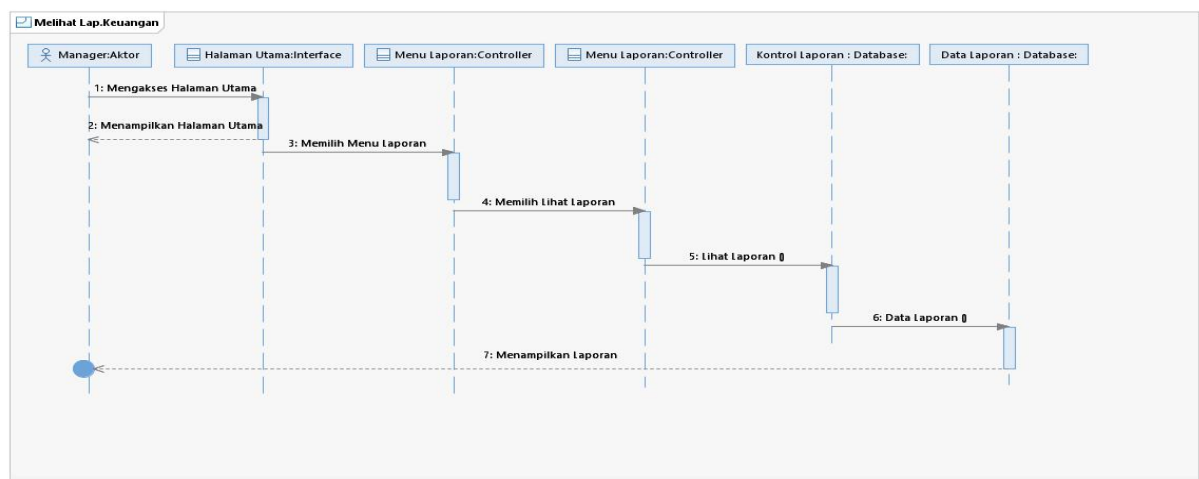 Melihat Lap.Keuangan
Manager:Aktor
Halaman Utama:Interface
Menu Laporan:Controller
Menu Laporan:Controller
Kontrol Laporan : Database:
Data Laporan : Database:
1: Mengakses Halaman Utama
2: Menampilkan Halaman Utama
3: Memilih Menu Laporan
4: Memilih Lihat Laporan
5: Lihat Laporan ()
6: Data Laporan ()
7: Menampilkan Laporan